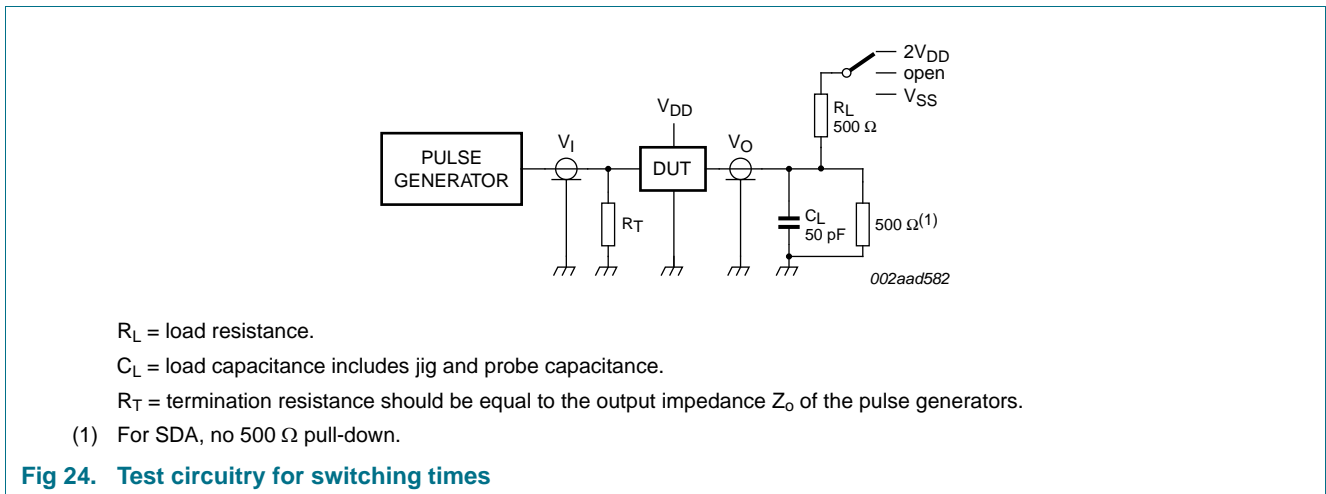 2VDD
open
VSS
RL
500 Ω
VDD
VI
VO
PULSE
GENERATOR
DUT
RT
CL
50 pF
500 Ω(1)
002aad582
RL = load resistance.
CL = load capacitance includes jig and probe capacitance.
RT = termination resistance should be equal to the output impedance Zo of the pulse generators.
(1) For SDA, no 500 Ω pull-down.
Fig 24. Test circuitry for switching times